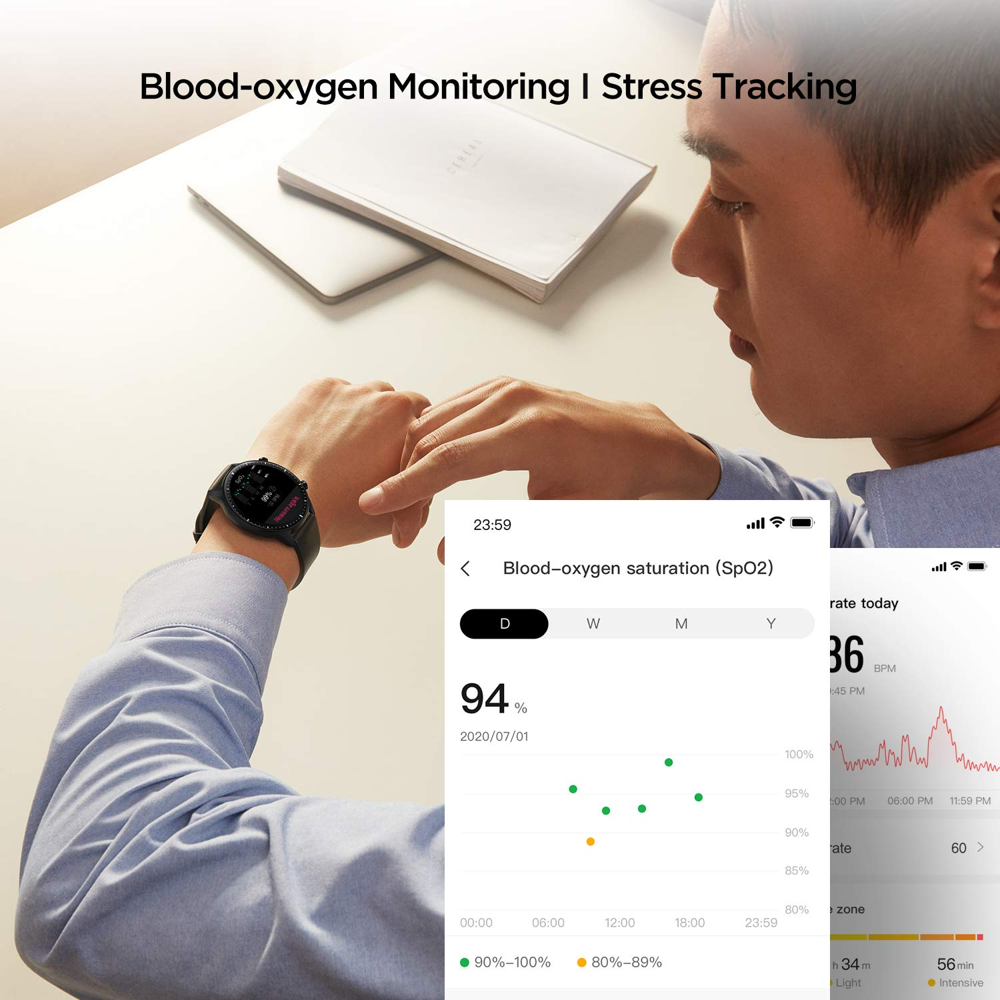 Blood-oxygen Monitoring I Stress Tracking
CEREAL
SpO₂
99%
Measure again
23:59
Blood-oxygen saturation (SpO2)
D W M Y
94 %
2020/07/01
100%
95%
90%
85%
80%
00:00 06:00 12:00 18:00 23:59
90%-100% 80%-89%
rate today
86 BPM
:45 PM
:00 PM 06:00 PM 11:59 PM
rate 60
zone
h 34 m 56 min
Light Intensive